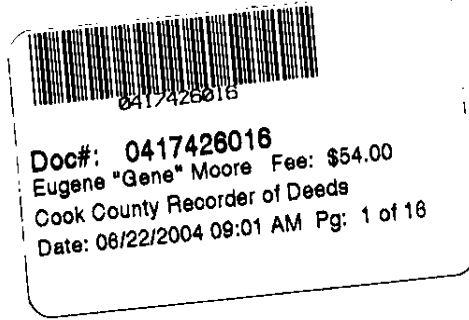 0417426016
Doc#: 0417426016
Eugene "Gene" Moore Fee: $54.00
Cook County Recorder of Deeds
Date: 06/22/2004 09:01 AM Pg: 1 of 16